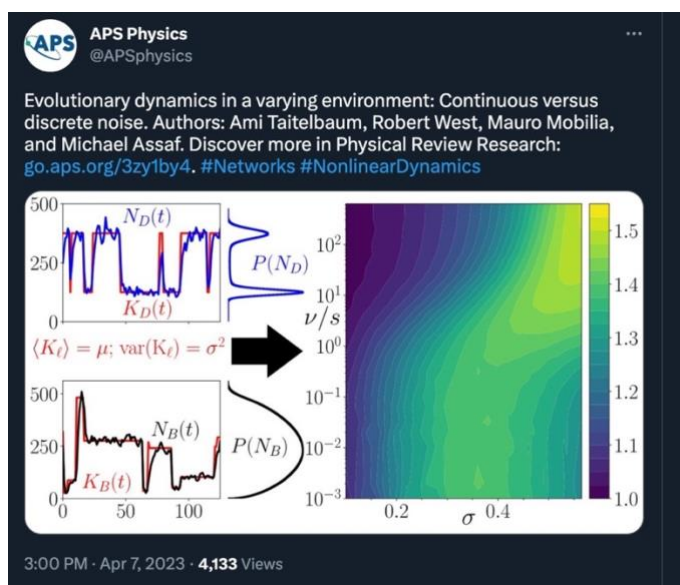 APS
APS Physics
@APSphysics
Evolutionary dynamics in a varying environment: Continuous versus
discrete noise. Authors: Ami Taitelbaum, Robert West, Mauro Mobilia,
and Michael Assaf. Discover more in Physical Review Research:
go.aps.org/3zy1by4. #Networks #NonlinearDynamics
500
250
0
N_D(t)
K_D(t)
P(N_D)
⟨K_ℓ⟩ = μ; var(K_ℓ) = σ²
500
250
0
N_B(t)
K_B(t)
P(N_B)
0 50 100
10²
10¹
ν/s
10⁰
10⁻¹
10⁻²
10⁻³
0.2 σ 0.4
1.5
1.4
1.3
1.2
1.1
1.0
3:00 PM · Apr 7, 2023 · 4,133 Views